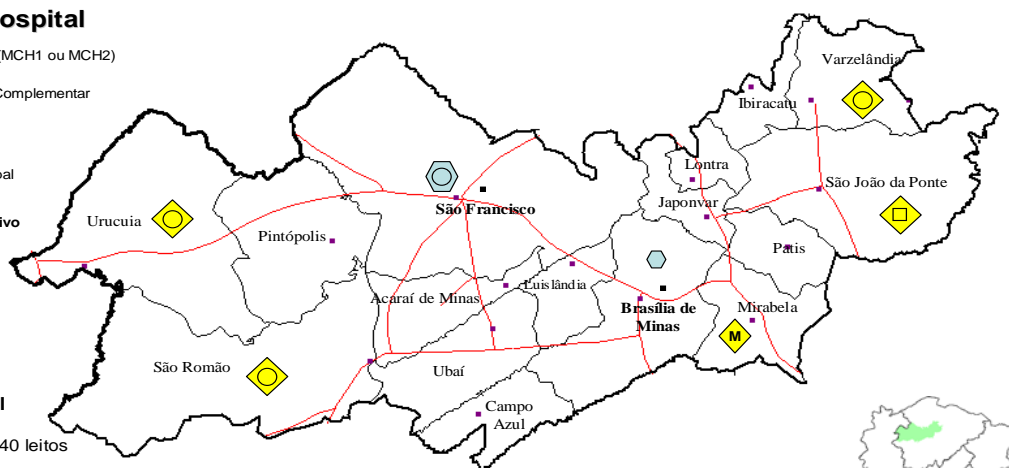 ospital
(MCH1 ou MCH2)
Complementar
pal
ivo
l
40 leitos
Varzelândia
Ibiracatu
Lontra
São João da Ponte
Japonvar
São Francisco
Urucuia
Pintópolis
Patis
Luislândia
Acaraí de Minas
Brasília de
Minas
Mirabela
M
São Romão
Ubaí
Campo
Azul